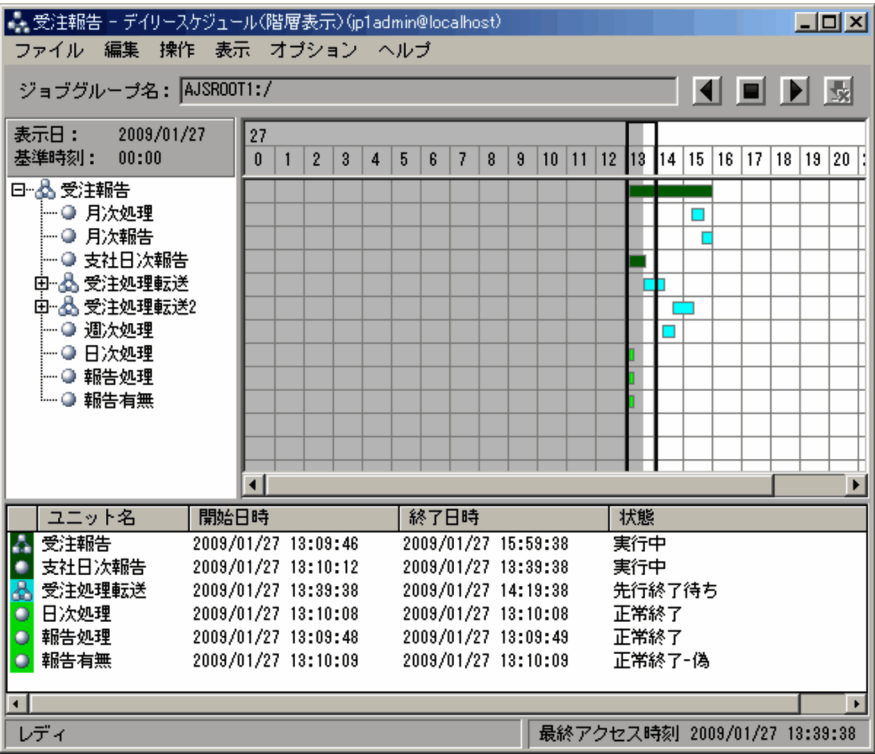 受注報告 - デイリースケジュール(階層表示)(jp1admin@localhost)
ファイル 編集 操作 表示 オプション ヘルプ
ジョブグループ名: AJSROOT1:/
表示日: 2009/01/27
基準時刻: 00:00
27
0 1 2 3 4 5 6 7 8 9 10 11 12 13 14 15 16 17 18 19 20
受注報告
月次処理
月次報告
支社日次報告
受注処理転送
受注処理転送2
週次処理
日次処理
報告処理
報告有無
ユニット名 開始日時 終了日時 状態
受注報告 2009/01/27 13:09:46 2009/01/27 15:59:38 実行中
支社日次報告 2009/01/27 13:10:12 2009/01/27 13:39:38 実行中
受注処理転送 2009/01/27 13:39:38 2009/01/27 14:19:38 先行終了待ち
日次処理 2009/01/27 13:10:08 2009/01/27 13:10:08 正常終了
報告処理 2009/01/27 13:09:48 2009/01/27 13:09:49 正常終了
報告有無 2009/01/27 13:10:09 2009/01/27 13:10:09 正常終了-偽
レディ 最終アクセス時刻 2009/01/27 13:39:38